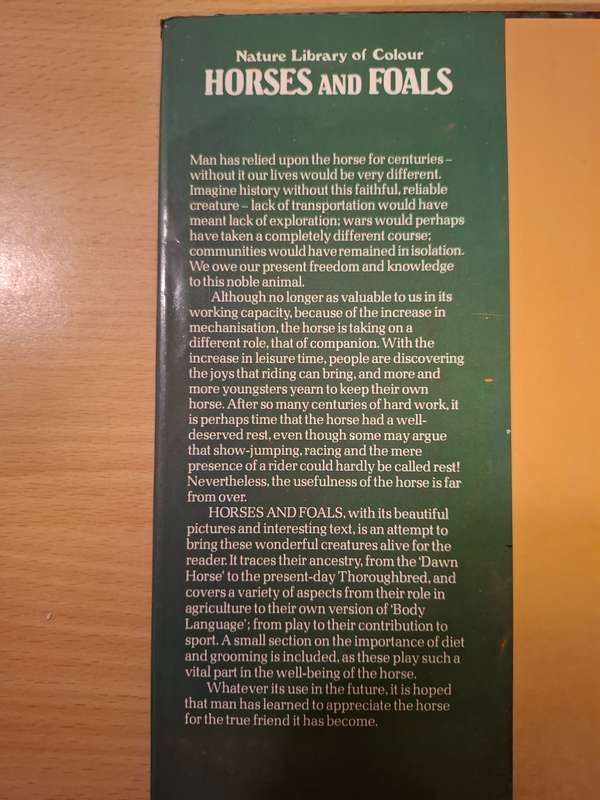 Nature Library of Colour
HORSES AND FOALS
Man has relied upon the horse for centuries –
without it our lives would be very different.
Imagine history without this faithful, reliable
creature – lack of transportation would have
meant lack of exploration; wars would perhaps
have taken a completely different course;
communities would have remained in isolation.
We owe our present freedom and knowledge
to this noble animal.
Although no longer as valuable to us in its
working capacity, because of the increase in
mechanisation, the horse is taking on a
different role, that of companion. With the
increase in leisure time, people are discovering
the joys that riding can bring, and more and
more youngsters yearn to keep their own
horse. After so many centuries of hard work, it
is perhaps time that the horse had a well-
deserved rest, even though some may argue
that show-jumping, racing and the mere
presence of a rider could hardly be called rest!
Nevertheless, the usefulness of the horse is far
from over.
HORSES AND FOALS, with its beautiful
pictures and interesting text, is an attempt to
bring these wonderful creatures alive for the
reader. It traces their ancestry, from the 'Dawn
Horse' to the present-day Thoroughbred, and
covers a variety of aspects from their role in
agriculture to their own version of 'Body
Language'; from play to their contribution to
sport. A small section on the importance of diet
and grooming is included, as these play such a
vital part in the well-being of the horse.
Whatever its use in the future, it is hoped
that man has learned to appreciate the horse
for the true friend it has become.